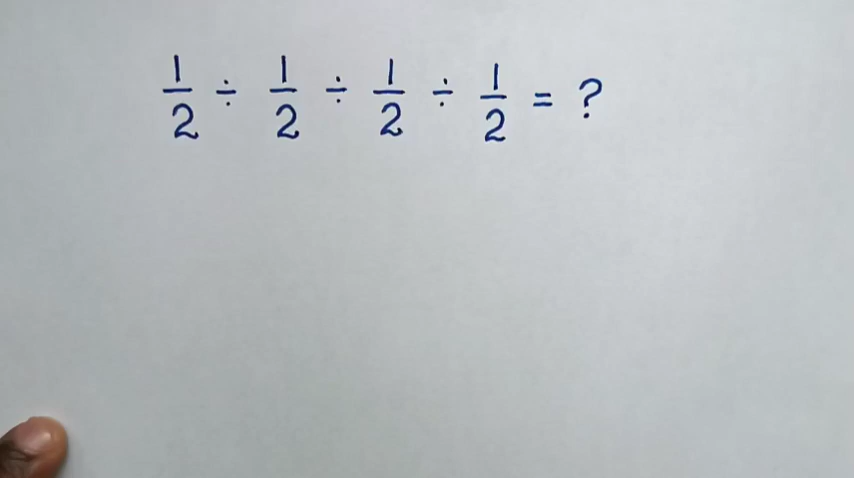 1/2 ÷ 1/2 ÷ 1/2 ÷ 1/2 = ?